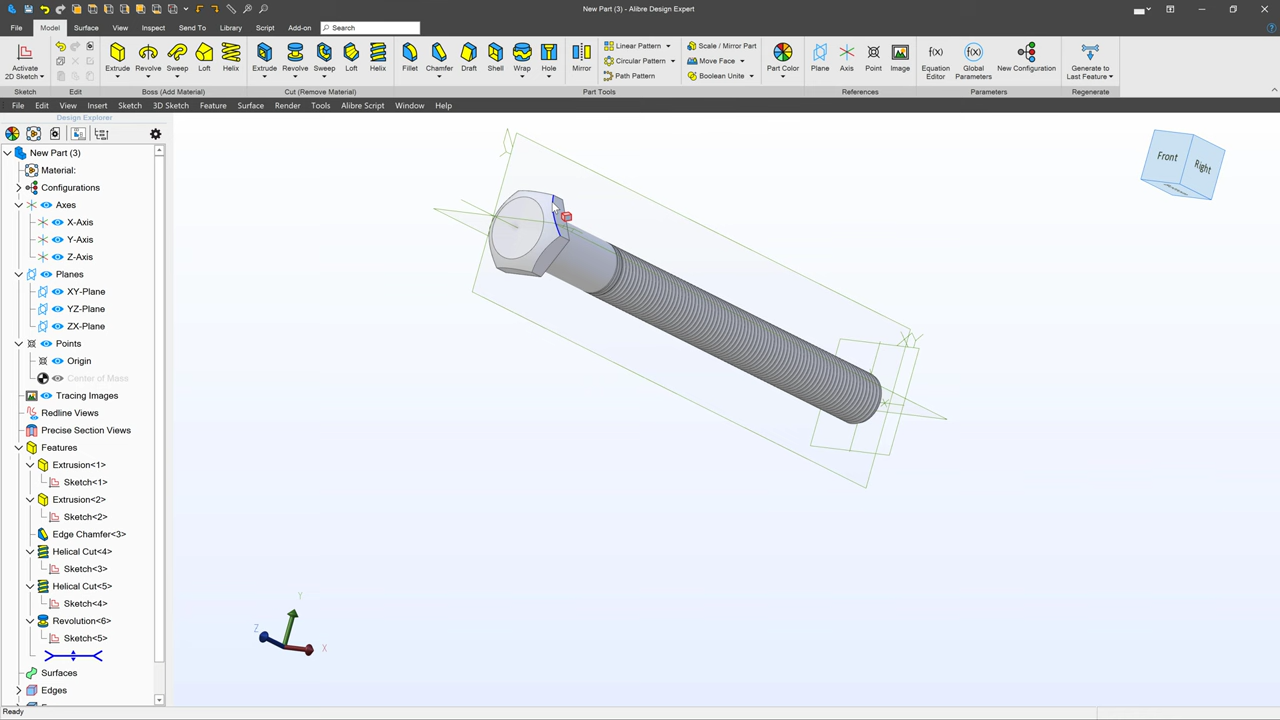 New Part (3) - Alibre Design Expert
File Model Surface View Inspect Send To Library Script Add-on Search
Activate 2D Sketch
Sketch
Edit
Extrude Revolve Sweep Loft Helix
Boss (Add Material)
Extrude Revolve Sweep Loft Helix
Cut (Remove Material)
Fillet Chamfer Draft Shell Wrap Hole Mirror
Linear Pattern
Circular Pattern
Path Pattern
Scale / Mirror Part
Move Face
Boolean Unite
Part Color
Part Tools
Plane Axis Point Image
References
Equation Editor
Global Parameters
New Configuration
Parameters
Generate to Last Feature
Regenerate
File Edit View Insert Sketch 3D Sketch Feature Surface Render Tools Alibre Script Window Help
Design Explorer
New Part (3)
Material:
Configurations
Axes
X-Axis
Y-Axis
Z-Axis
Planes
XY-Plane
YZ-Plane
ZX-Plane
Points
Origin
Center of Mass
Tracing Images
Redline Views
Precise Section Views
Features
Extrusion<1>
Sketch<1>
Extrusion<2>
Sketch<2>
Edge Chamfer<3>
Helical Cut<4>
Sketch<3>
Helical Cut<5>
Sketch<4>
Revolution<6>
Sketch<5>
Surfaces
Edges
Front
Right
Y
Z
X
Ready